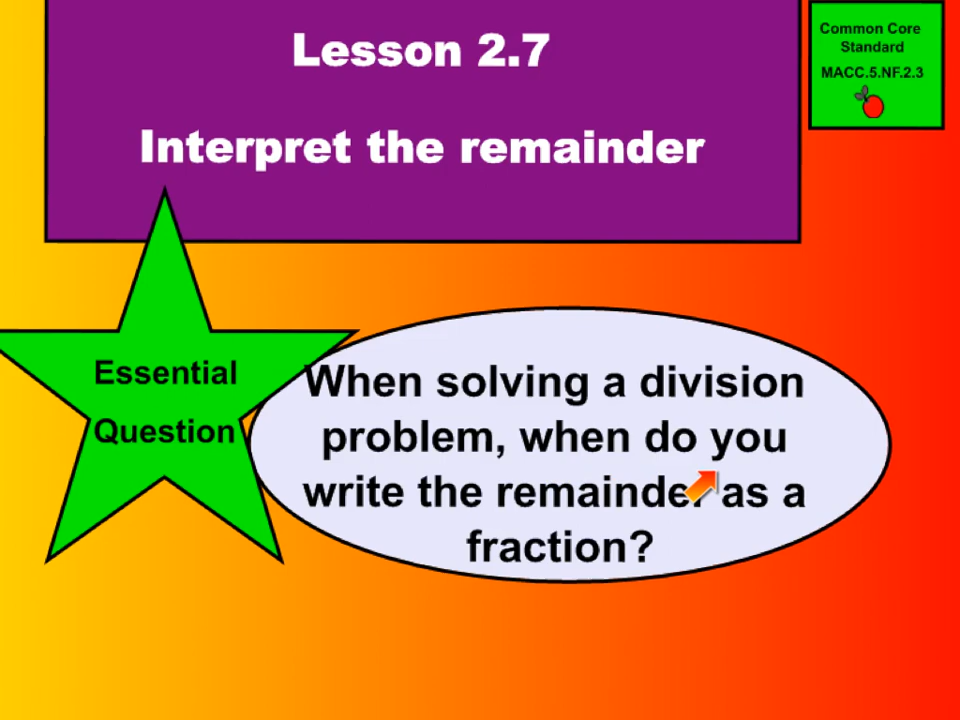 Lesson 2.7
Interpret the remainder
Common Core
Standard
MACC.5.NF.2.3
Essential
Question
When solving a division
problem, when do you
write the remainder as a
fraction?